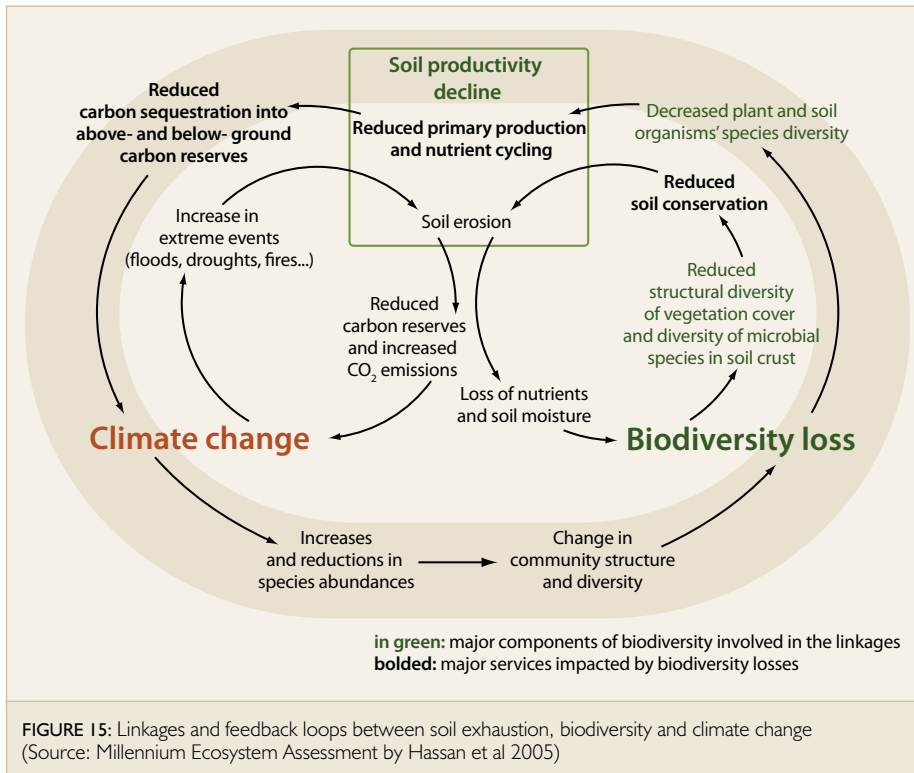 Soil productivity
decline
Reduced
carbon sequestration into
above- and below- ground
carbon reserves
Reduced primary production
and nutrient cycling
Decreased plant and soil
organisms' species diversity
Increase in
extreme events
(floods, droughts, fires...)
Soil erosion
Reduced
soil conservation
Reduced
carbon reserves
and increased
CO₂ emissions
Loss of nutrients
and soil moisture
Reduced
structural diversity
of vegetation cover
and diversity of microbial
species in soil crust
Climate change
Biodiversity loss
Increases
and reductions in
species abundances
Change in
community structure
and diversity
in green: major components of biodiversity involved in the linkages
bolded: major services impacted by biodiversity losses
FIGURE 15: Linkages and feedback loops between soil exhaustion, biodiversity and climate change
(Source: Millennium Ecosystem Assessment by Hassan et al 2005)